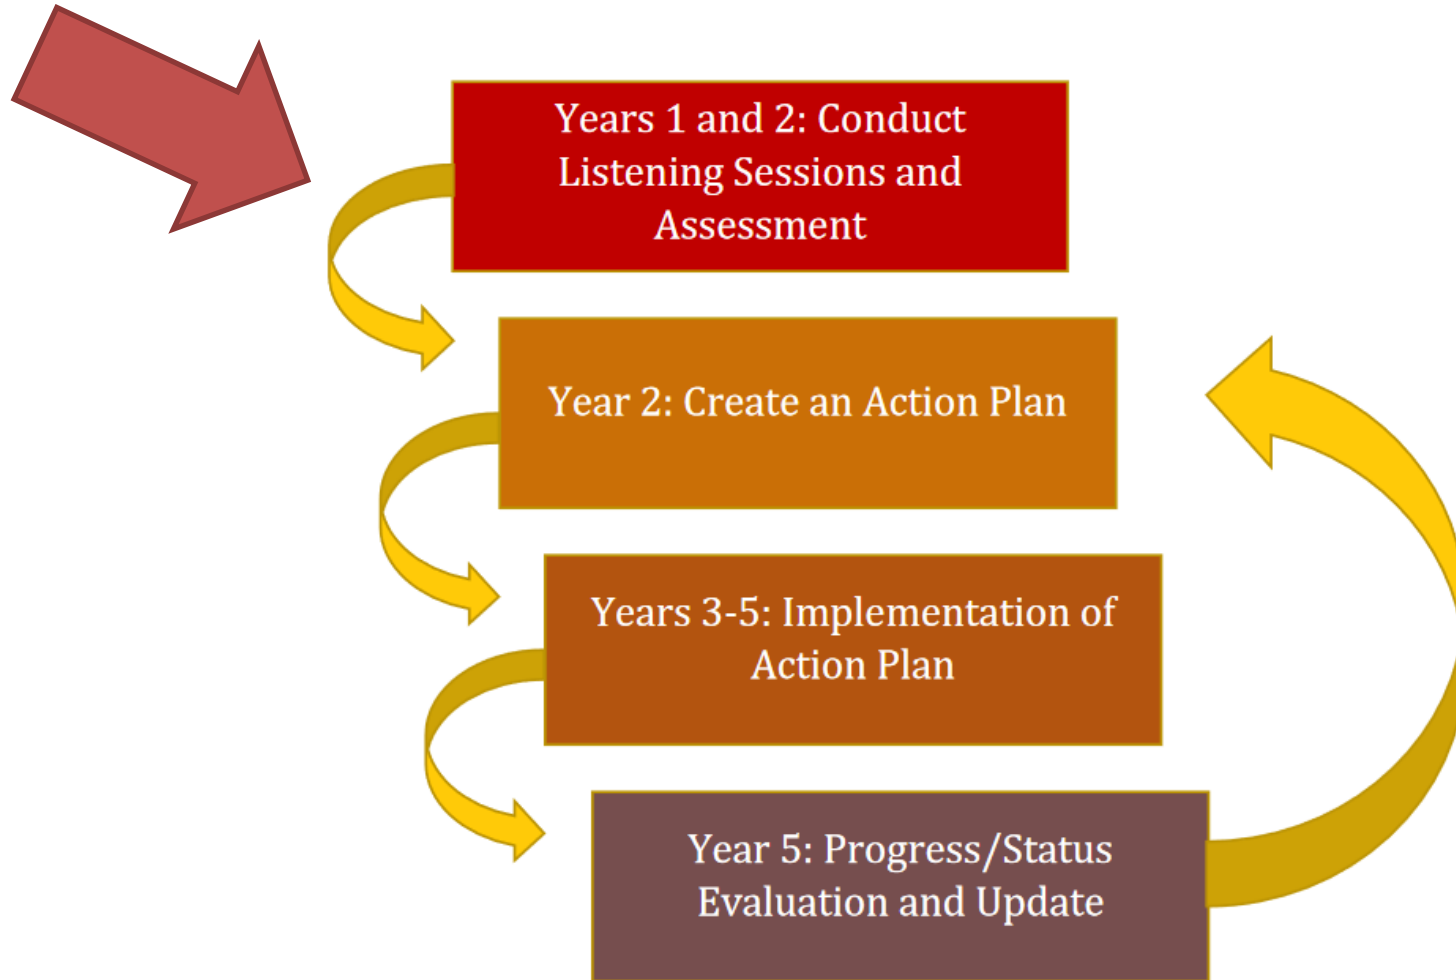 Years 1 and 2: Conduct
Listening Sessions and
Assessment
Year 2: Create an Action Plan
Years 3-5: Implementation of
Action Plan
Year 5: Progress/Status
Evaluation and Update